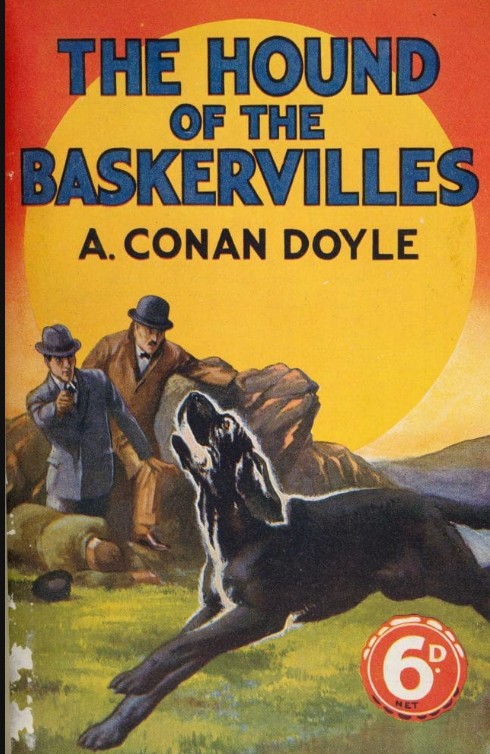 THE HOUND
OF THE
BASKERVILLES
A. CONAN DOYLE
6D.
NET